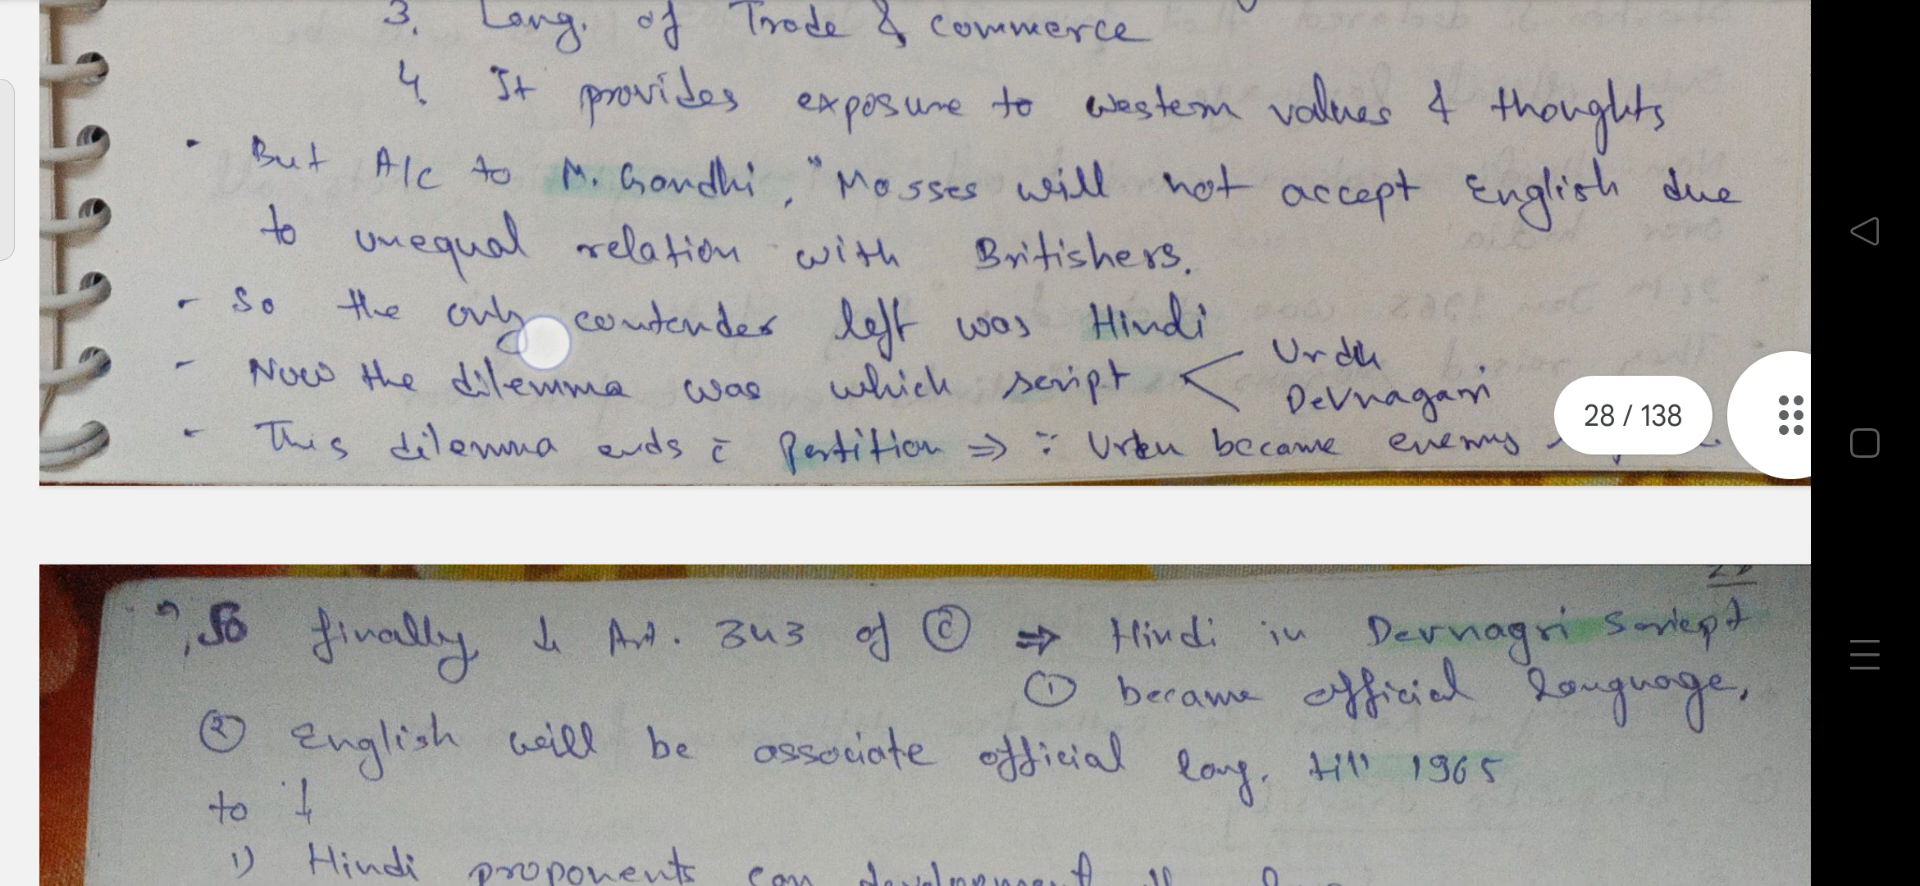 3. Lang. of Trade & commerce
4. It provides exposure to western values & thoughts
• But A/c to M. Gandhi, "Masses will not accept English due
to unequal relation with Britishers.
- So the only contender left was Hindi
- Now the dilemma was which script < Urdu
Devnagari
28 / 138
- This dilemma ends c̄ Partition ⇒ ∵ Urdu became enemy
So finally, ↓ Art. 343 of © ⇒ Hindi in Devnagri Script
① became official language,
② English will be associate official lang. till 1965
to ↓
1) Hindi proponents can